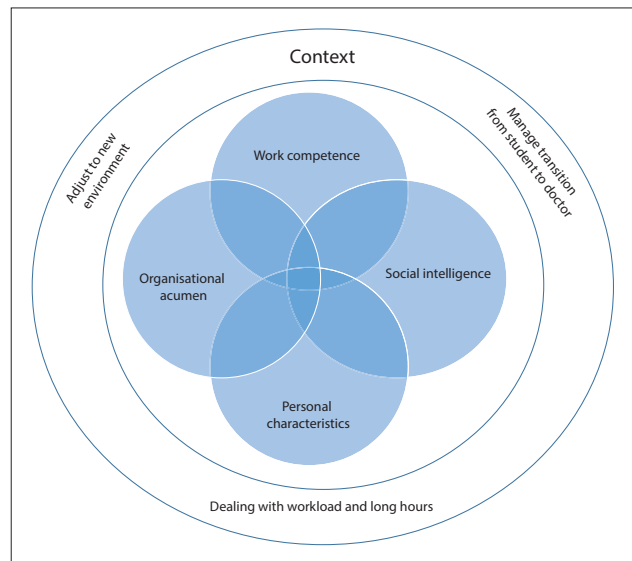 Context
Adjust to new
environment
Manage transition
from student to
doctor
Work competence
Organisational
acumen
Social intelligence
Personal
characteristics
Dealing with workload and long hours